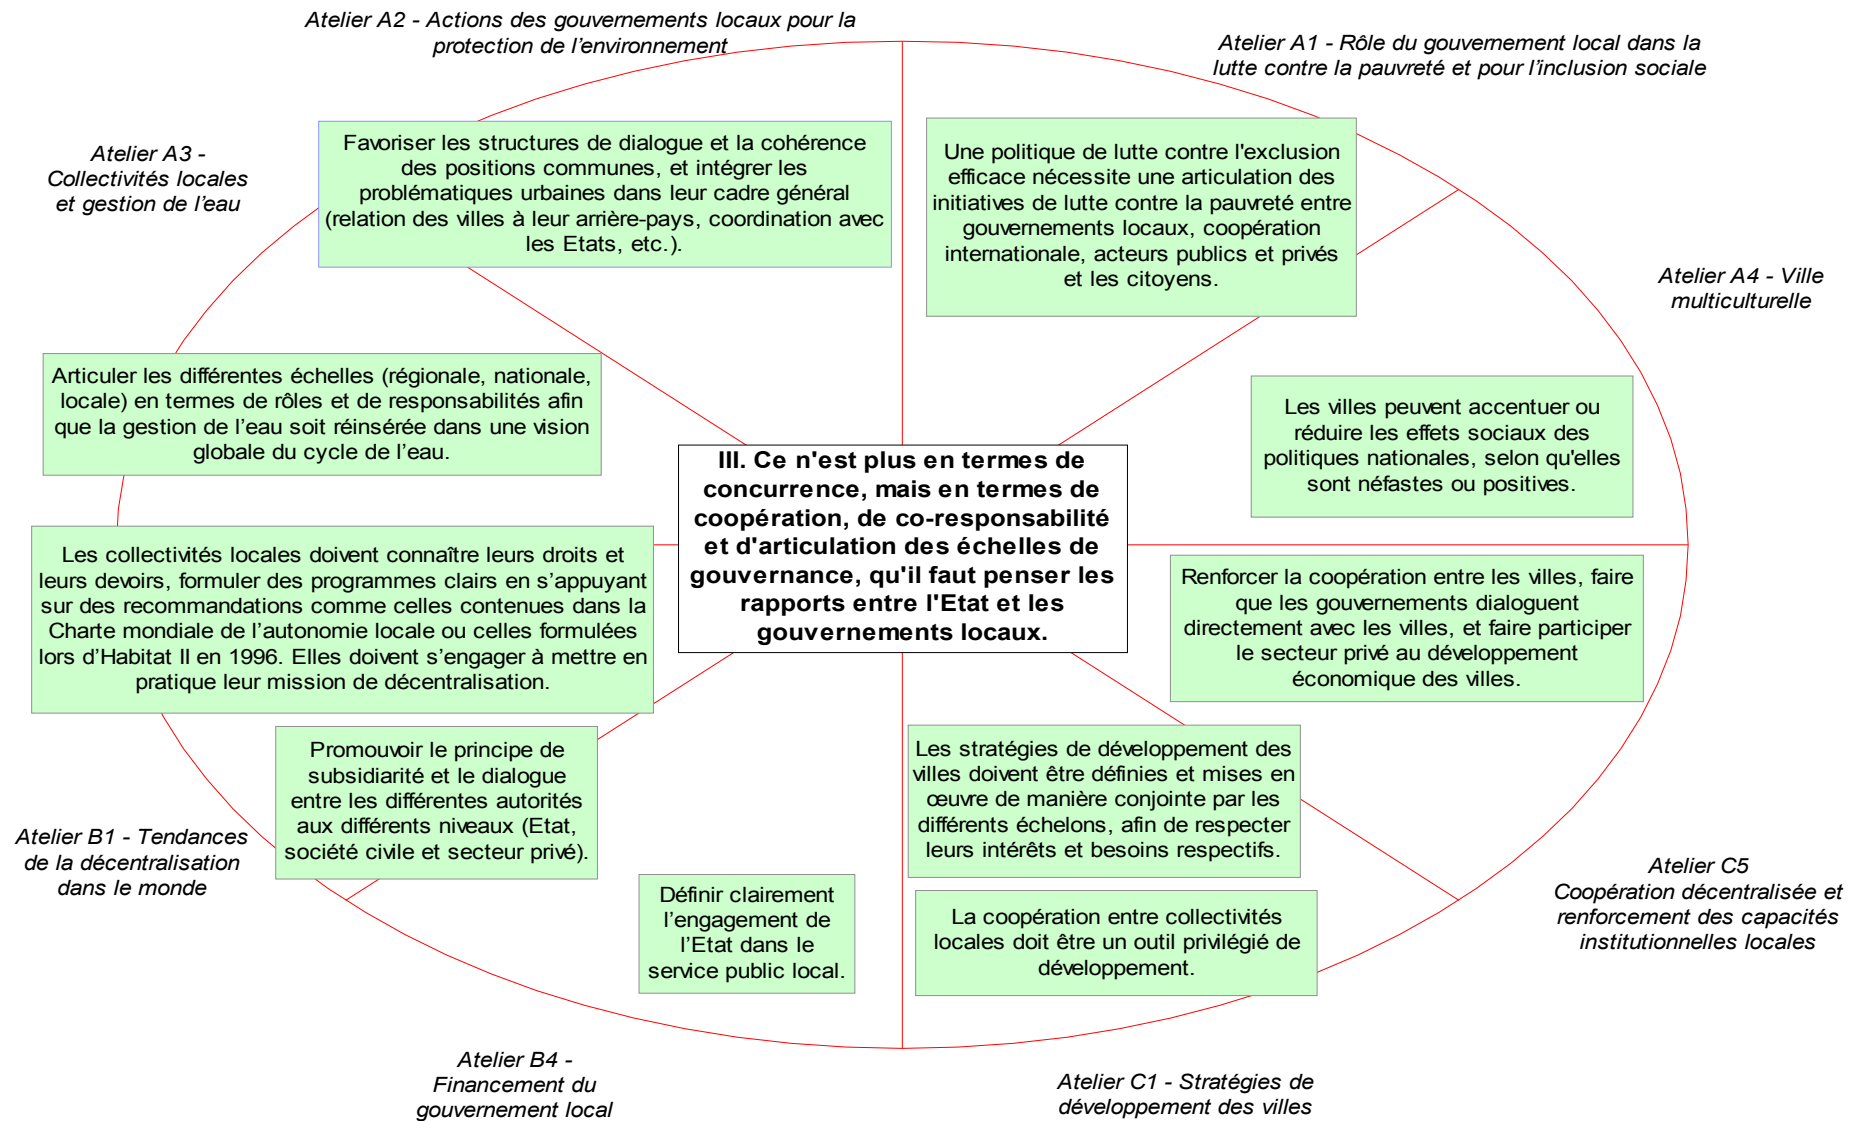 Atelier A2 - Actions des gouvernements locaux pour la
protection de l'environnement
Atelier A1 - Rôle du gouvernement local dans la
lutte contre la pauvreté et pour l'inclusion sociale
Atelier A3 -
Collectivités locales
et gestion de l'eau
Favoriser les structures de dialogue et la cohérence
des positions communes, et intégrer les
problématiques urbaines dans leur cadre général
(relation des villes à leur arrière-pays, coordination avec
les Etats, etc.).
Une politique de lutte contre l'exclusion
efficace nécessite une articulation des
initiatives de lutte contre la pauvreté entre
gouvernements locaux, coopération
internationale, acteurs publics et privés
et les citoyens.
Atelier A4 - Ville
multiculturelle
Articuler les différentes échelles (régionale, nationale,
locale) en termes de rôles et de responsabilités afin
que la gestion de l'eau soit réinsérée dans une vision
globale du cycle de l'eau.
Les villes peuvent accentuer ou
réduire les effets sociaux des
politiques nationales, selon qu'elles
sont néfastes ou positives.
III. Ce n'est plus en termes de
concurrence, mais en termes de
coopération, de co-responsabilité
et d'articulation des échelles de
gouvernance, qu'il faut penser les
rapports entre l'Etat et les
gouvernements locaux.
Les collectivités locales doivent connaître leurs droits et
leurs devoirs, formuler des programmes clairs en s'appuyant
sur des recommandations comme celles contenues dans la
Charte mondiale de l'autonomie locale ou celles formulées
lors d'Habitat II en 1996. Elles doivent s'engager à mettre en
pratique leur mission de décentralisation.
Renforcer la coopération entre les villes, faire
que les gouvernements dialoguent
directement avec les villes, et faire participer
le secteur privé au développement
économique des villes.
Promouvoir le principe de
subsidiarité et le dialogue
entre les différentes autorités
aux différents niveaux (Etat,
société civile et secteur privé).
Les stratégies de développement des
villes doivent être définies et mises en
œuvre de manière conjointe par les
différents échelons, afin de respecter
leurs intérêts et besoins respectifs.
Atelier B1 - Tendances
de la décentralisation
dans le monde
Définir clairement
l'engagement de
l'Etat dans le
service public local.
La coopération entre collectivités
locales doit être un outil privilégié de
développement.
Atelier C5
Coopération décentralisée et
renforcement des capacités
institutionnelles locales
Atelier B4 -
Financement du
gouvernement local
Atelier C1 - Stratégies de
développement des villes